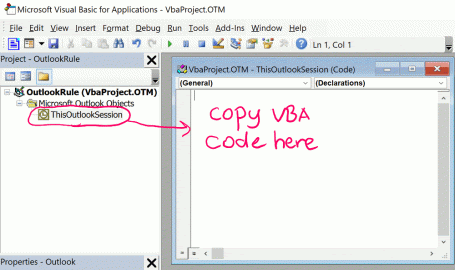 Microsoft Visual Basic for Applications - VbaProject.OTM
File Edit View Insert Format Debug Run Tools Add-Ins Window Help
Ln 1, Col 1
Project - OutlookRule
OutlookRule (VbaProject.OTM)
Microsoft Outlook Objects
ThisOutlookSession
Properties - Outlook
VbaProject.OTM - ThisOutlookSession (Code)
(General) (Declarations)
copy VBA
code here